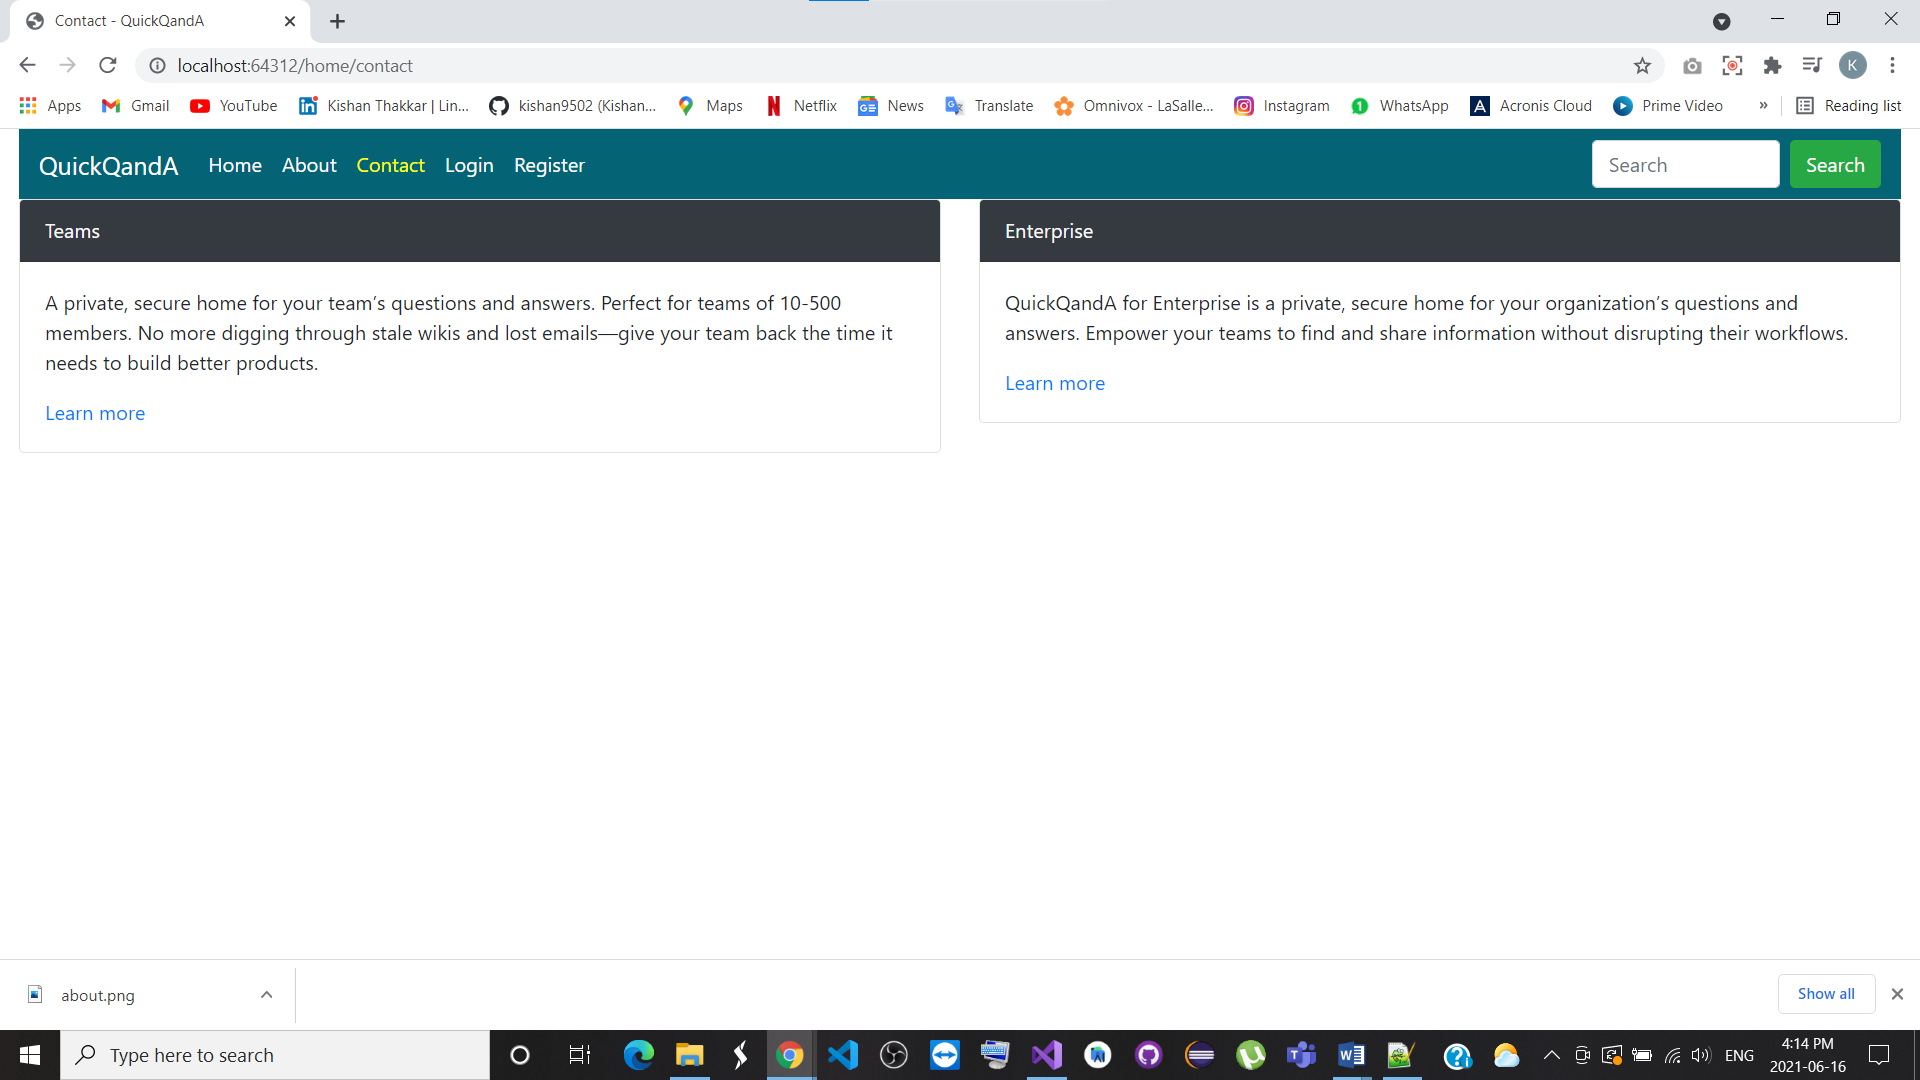 Contact - QuickQandA
localhost:64312/home/contact
K
Apps Gmail YouTube Kishan Thakkar | Lin... kishan9502 (Kishan... Maps Netflix News Translate Omnivox - LaSalle... Instagram WhatsApp Acronis Cloud Prime Video » Reading list
QuickQandA Home About Contact Login Register Search Search
Teams
A private, secure home for your team’s questions and answers. Perfect for teams of 10-500
members. No more digging through stale wikis and lost emails—give your team back the time it
needs to build better products.
Learn more
Enterprise
QuickQandA for Enterprise is a private, secure home for your organization’s questions and
answers. Empower your teams to find and share information without disrupting their workflows.
Learn more
about.png Show all
Type here to search
ENG
4:14 PM
2021-06-16